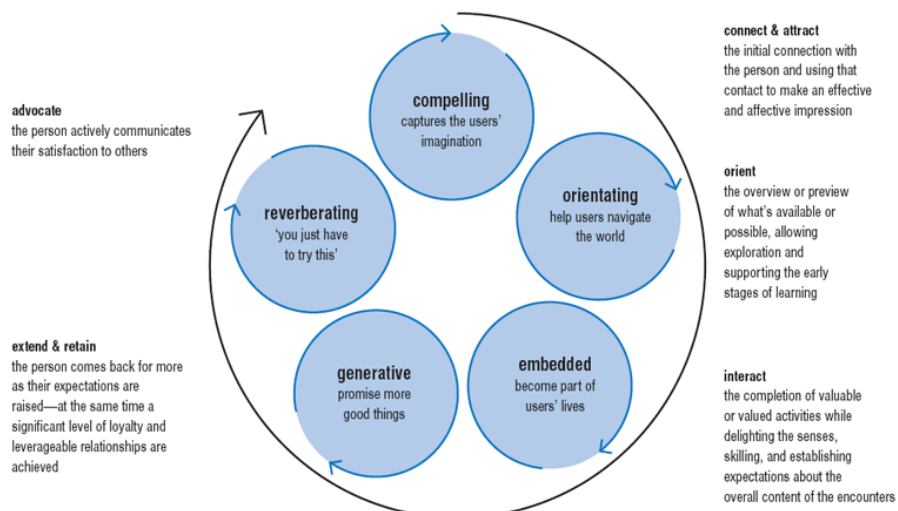 connect & attract
the initial connection with
the person and using that
contact to make an effective
and affective impression
compelling
captures the users'
imagination
advocate
the person actively communicates
their satisfaction to others
orient
the overview or preview
of what's available or
possible, allowing
exploration and
supporting the early
stages of learning
orientating
help users navigate
the world
reverberating
'you just have
to try this'
extend & retain
the person comes back for more
as their expectations are
raised—at the same time a
significant level of loyalty and
leverageable relationships are
achieved
generative
promise more
good things
embedded
become part of
users' lives
interact
the completion of valuable
or valued activities while
delighting the senses,
skilling, and establishing
expectations about the
overall content of the encounters